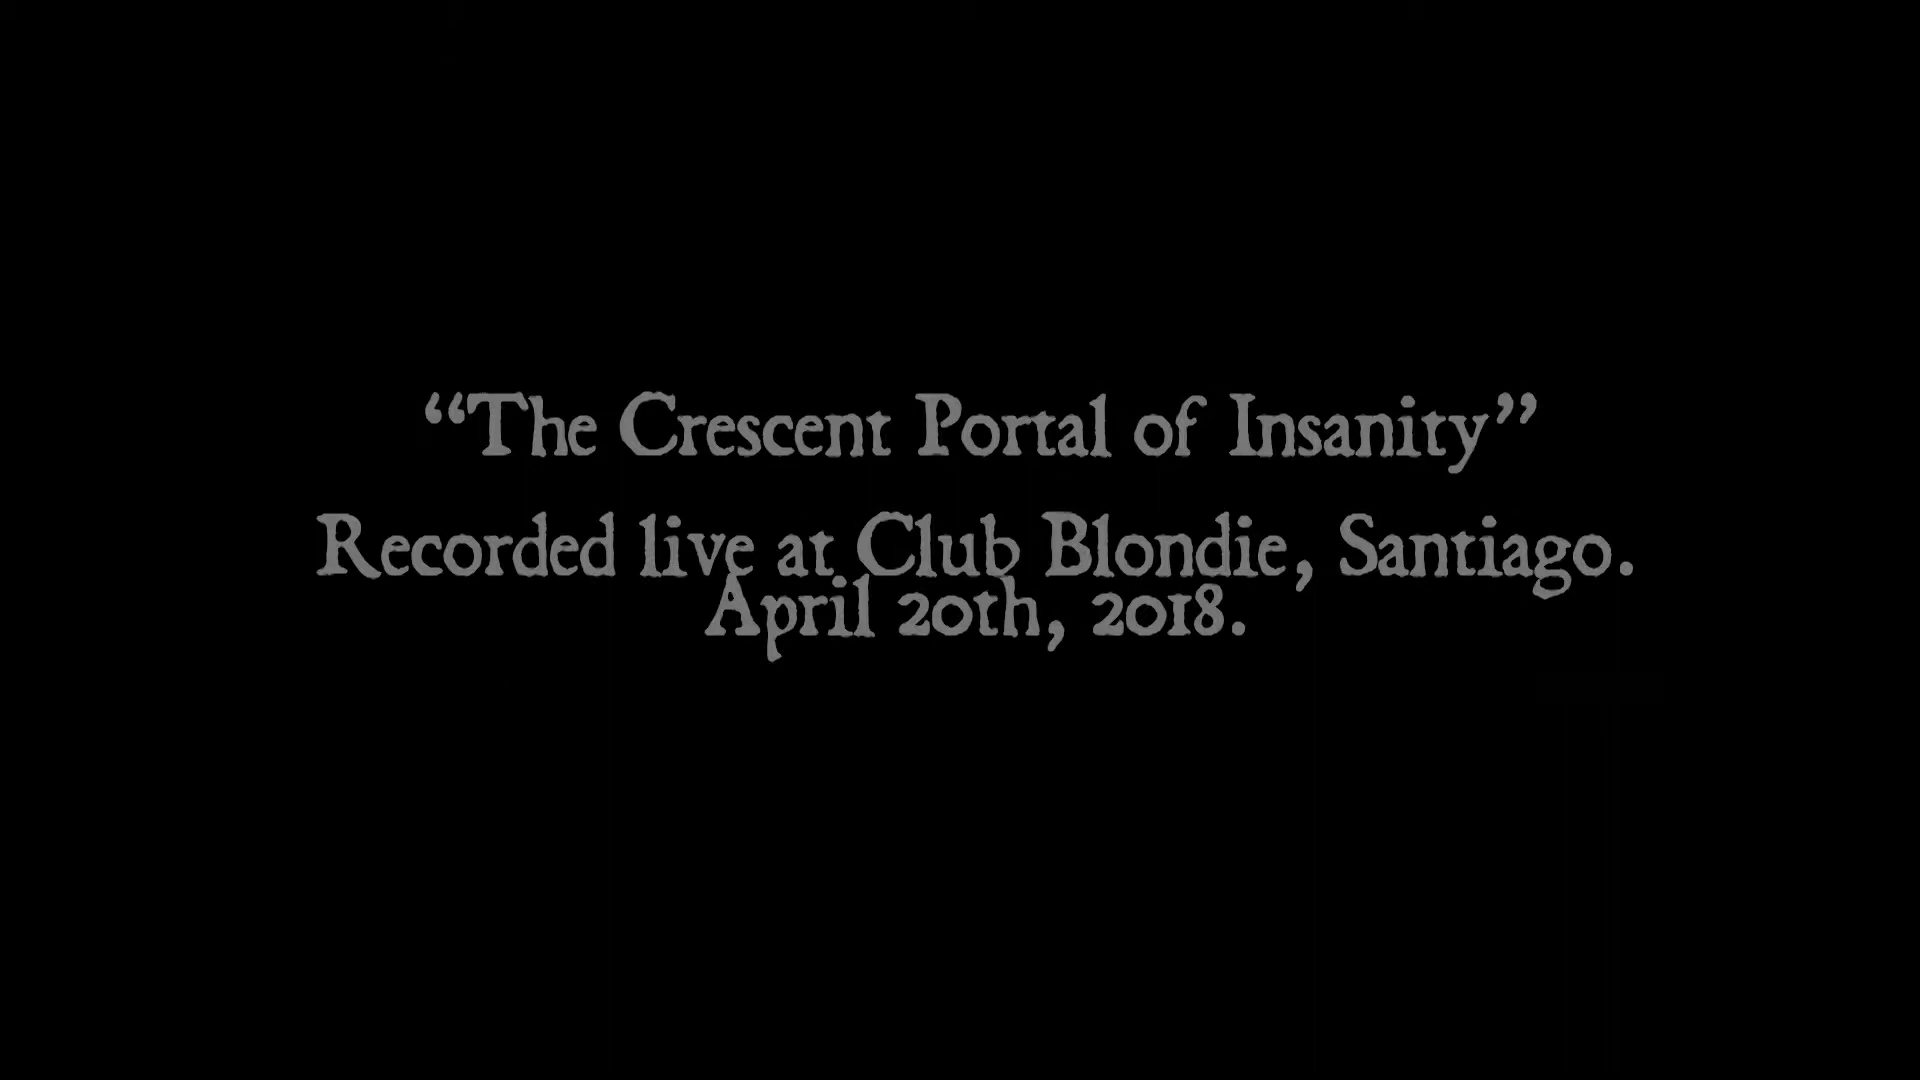 “The Crescent Portal of Insanity”
Recorded live at Club Blondie, Santiago.
April 20th, 2018.